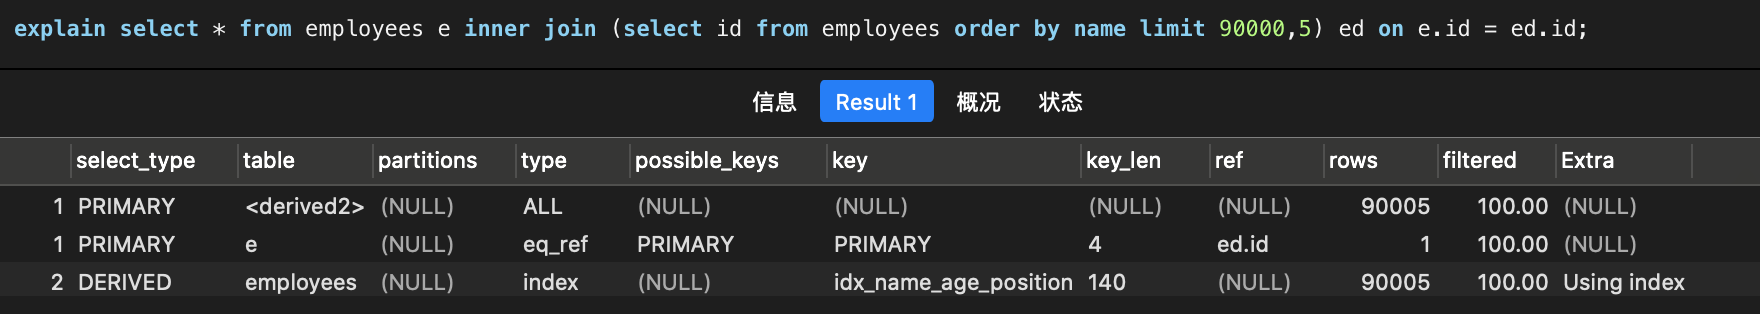 explain select * from employees e inner join (select id from employees order by name limit 90000,5) ed on e.id = ed.id;
信息 Result 1 概况 状态
select_type table partitions type possible_keys key key_len ref rows filtered Extra
1 PRIMARY <derived2> (NULL) ALL (NULL) (NULL) (NULL) (NULL) 90005 100.00 (NULL)
1 PRIMARY e (NULL) eq_ref PRIMARY PRIMARY 4 ed.id 1 100.00 (NULL)
2 DERIVED employees (NULL) index (NULL) idx_name_age_position 140 (NULL) 90005 100.00 Using index